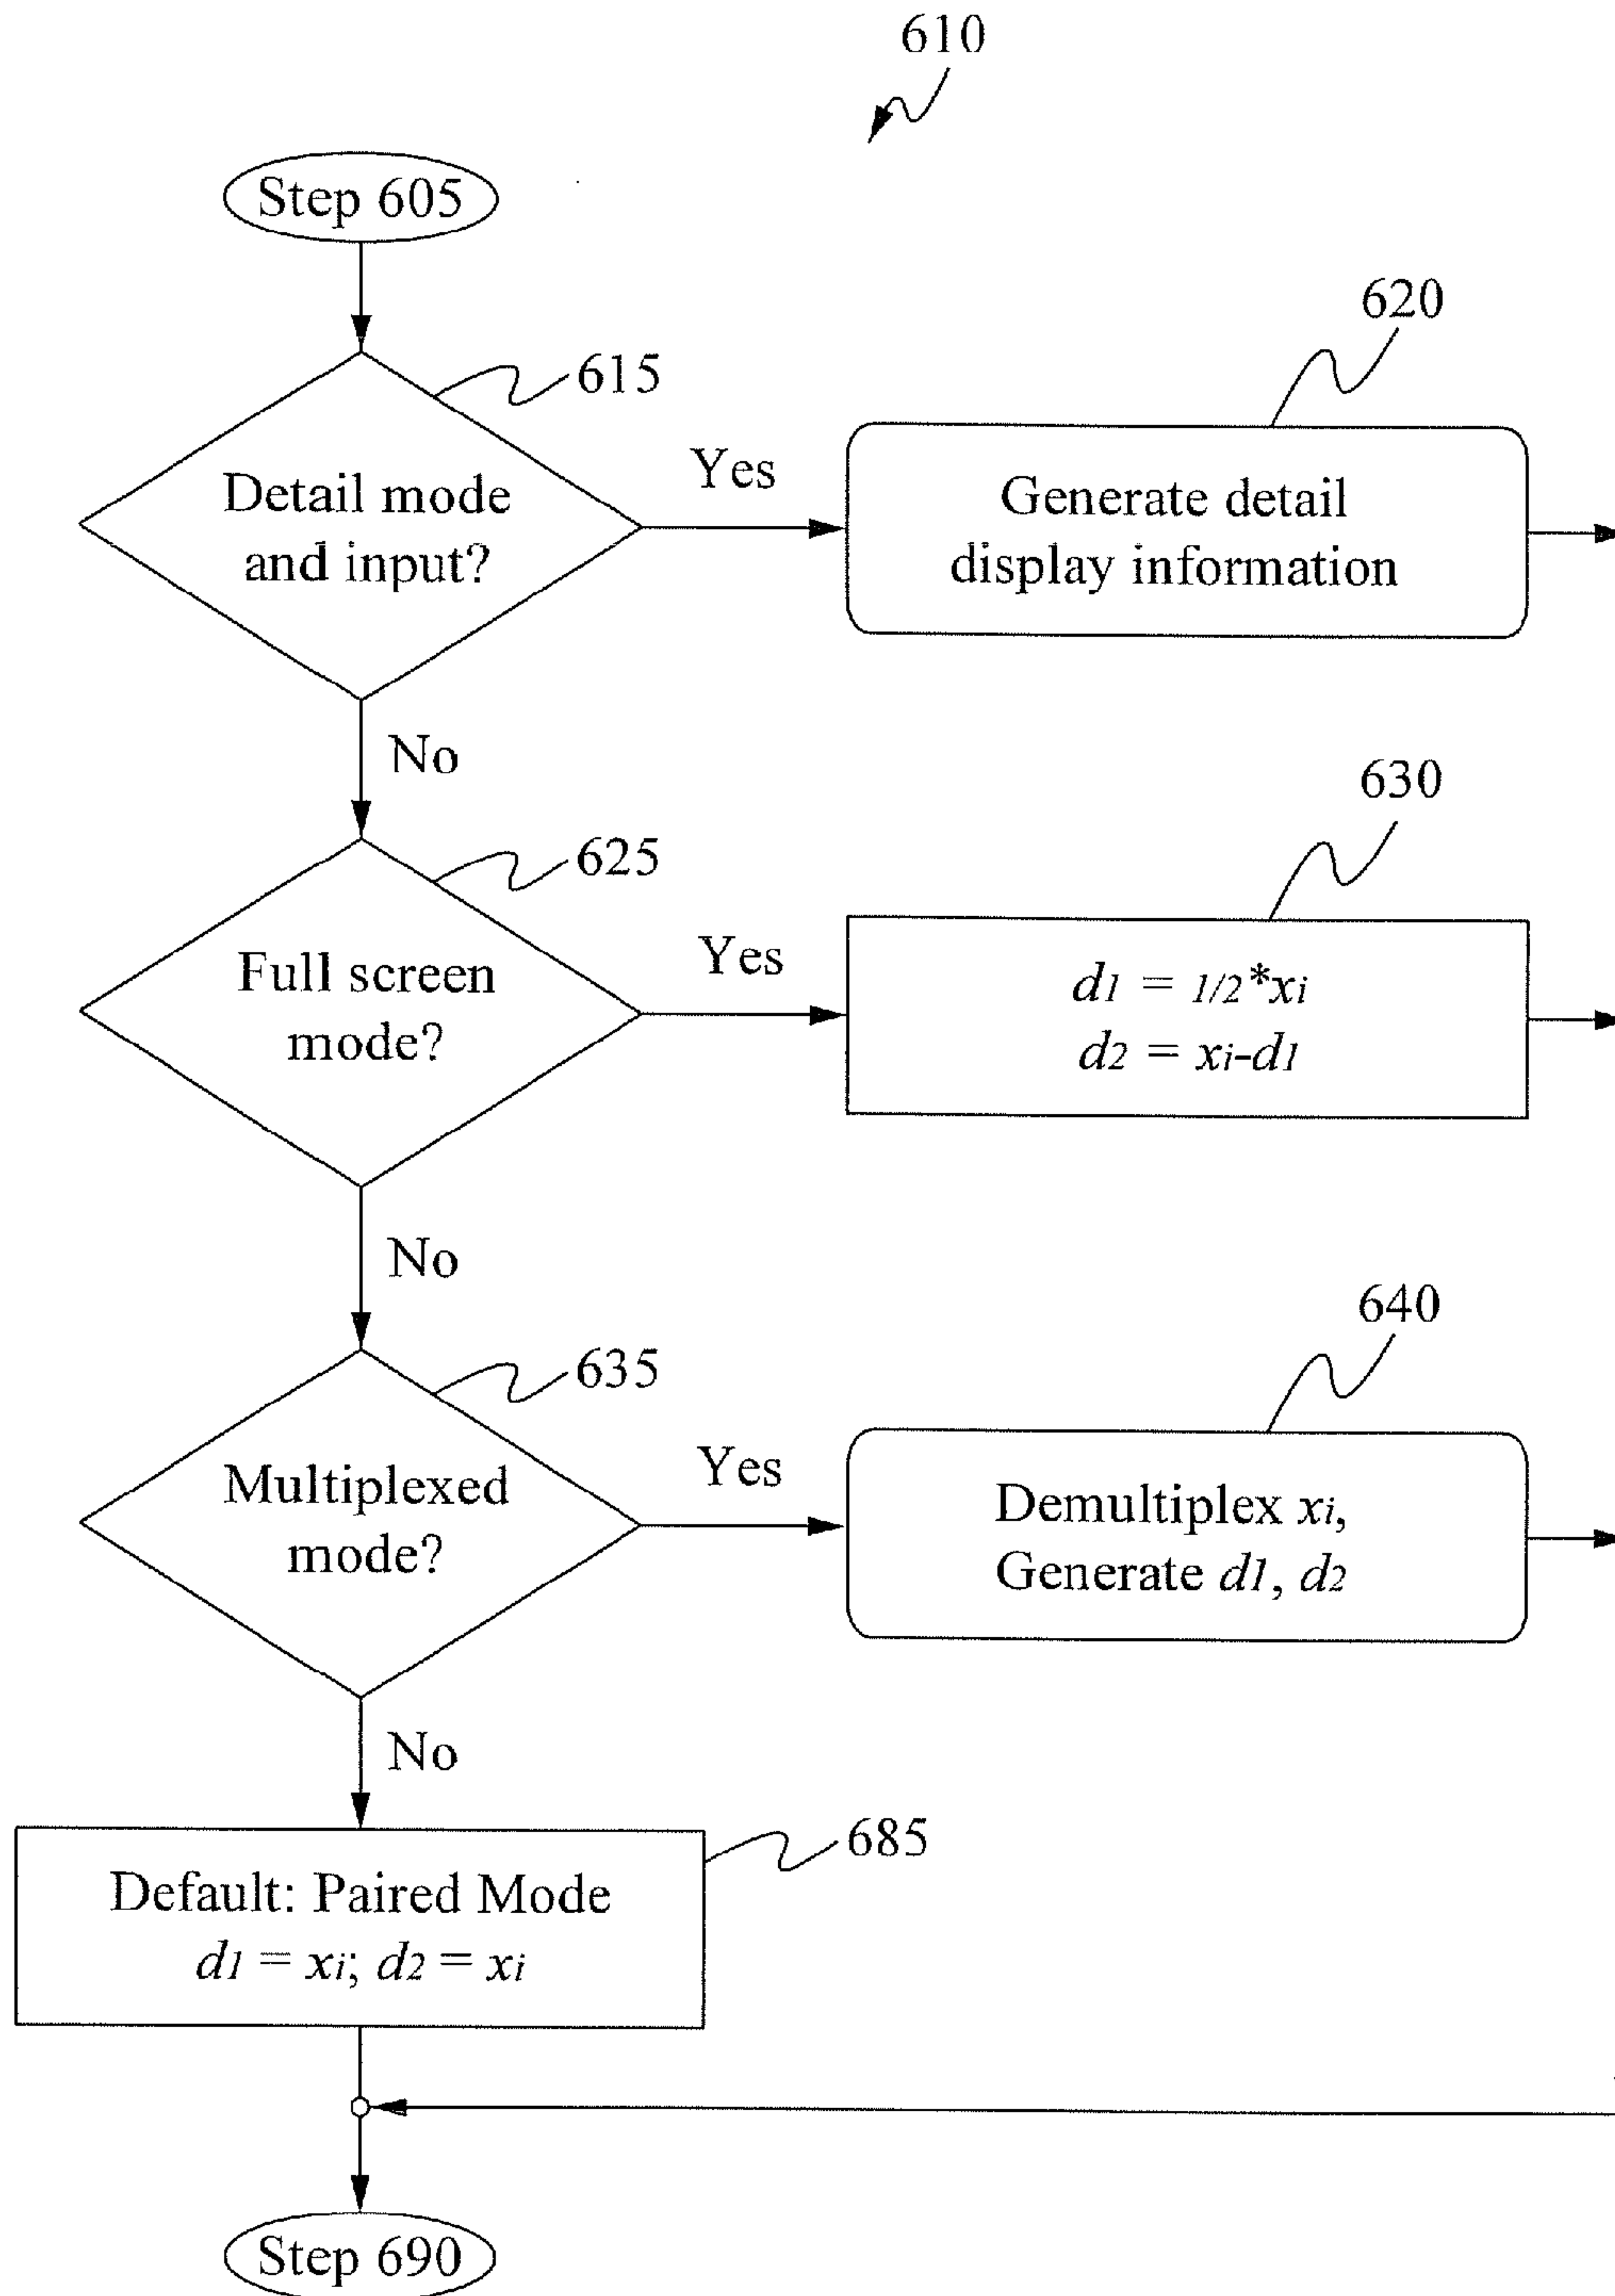 610
Step 605
615
620
Detail mode
and input?
Yes
Generate detail
display information
No
625
630
Full screen
mode?
Yes
d1 = 1/2*xi
d2 = xi-d1
No
635
640
Multiplexed
mode?
Yes
Demultiplex xi,
Generate d1, d2
No
685
Default: Paired Mode
d1 = xi; d2 = xi
Step 690